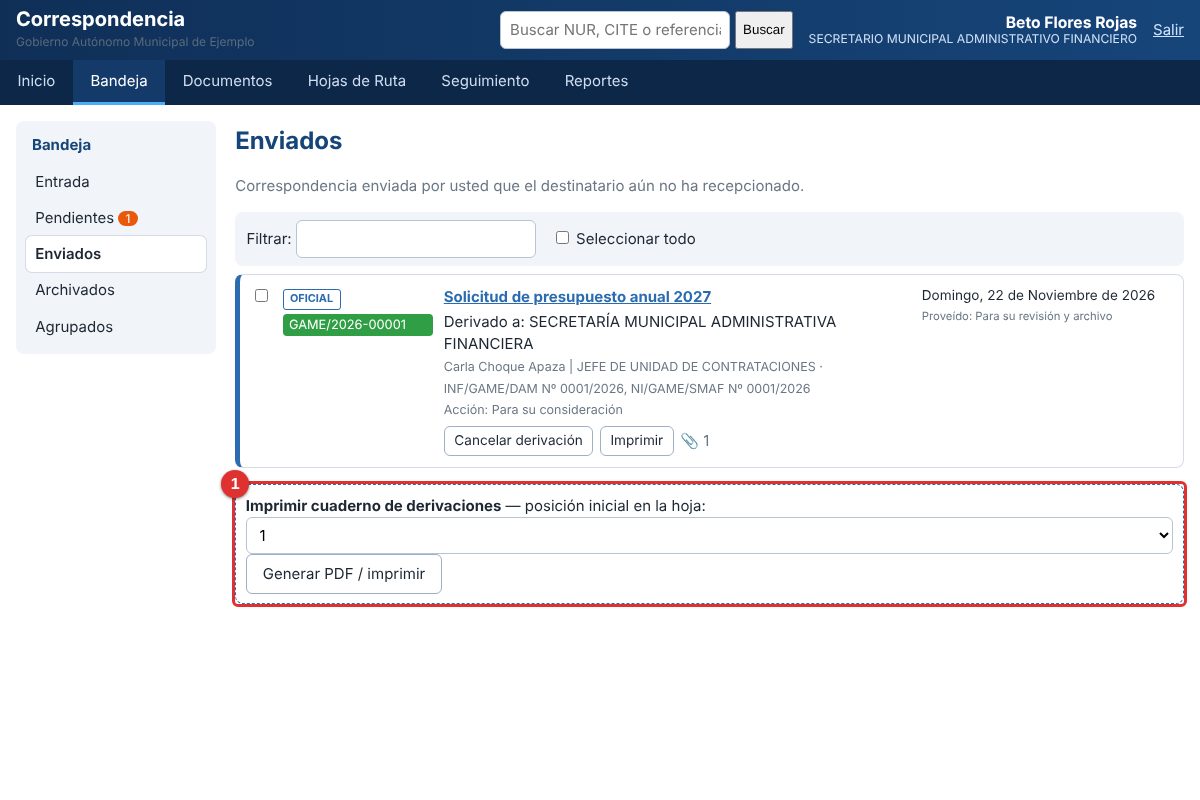 Correspondencia
Gobierno Autónomo Municipal de Ejemplo
Buscar NUR, CITE o referencia
Buscar
Beto Flores Rojas
SECRETARIO MUNICIPAL ADMINISTRATIVO FINANCIERO
Salir
Inicio
Bandeja
Documentos
Hojas de Ruta
Seguimiento
Reportes
Bandeja
Entrada
Pendientes 1
Enviados
Archivados
Agrupados
Enviados
Correspondencia enviada por usted que el destinatario aún no ha recepcionado.
Filtrar:
Seleccionar todo
OFICIAL
GAME/2026-00001
Solicitud de presupuesto anual 2027
Derivado a: SECRETARÍA MUNICIPAL ADMINISTRATIVA
FINANCIERA
Carla Choque Apaza | JEFE DE UNIDAD DE CONTRATACIONES ·
INF/GAME/DAM Nº 0001/2026, NI/GAME/SMAF Nº 0001/2026
Acción: Para su consideración
Cancelar derivación
Imprimir
1
Domingo, 22 de Noviembre de 2026
Proveído: Para su revisión y archivo
1
Imprimir cuaderno de derivaciones — posición inicial en la hoja:
1
Generar PDF / imprimir